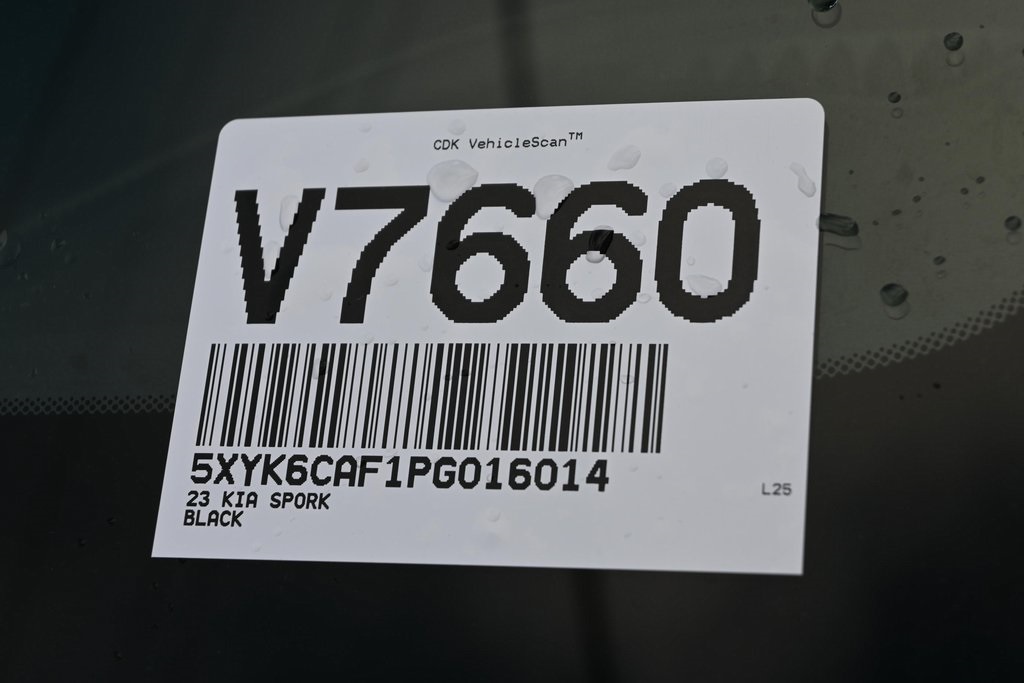 CDK VehicleScan™
V7660
5XYK6CAF1PG016014
23 KIA SPORK
BLACK
L25